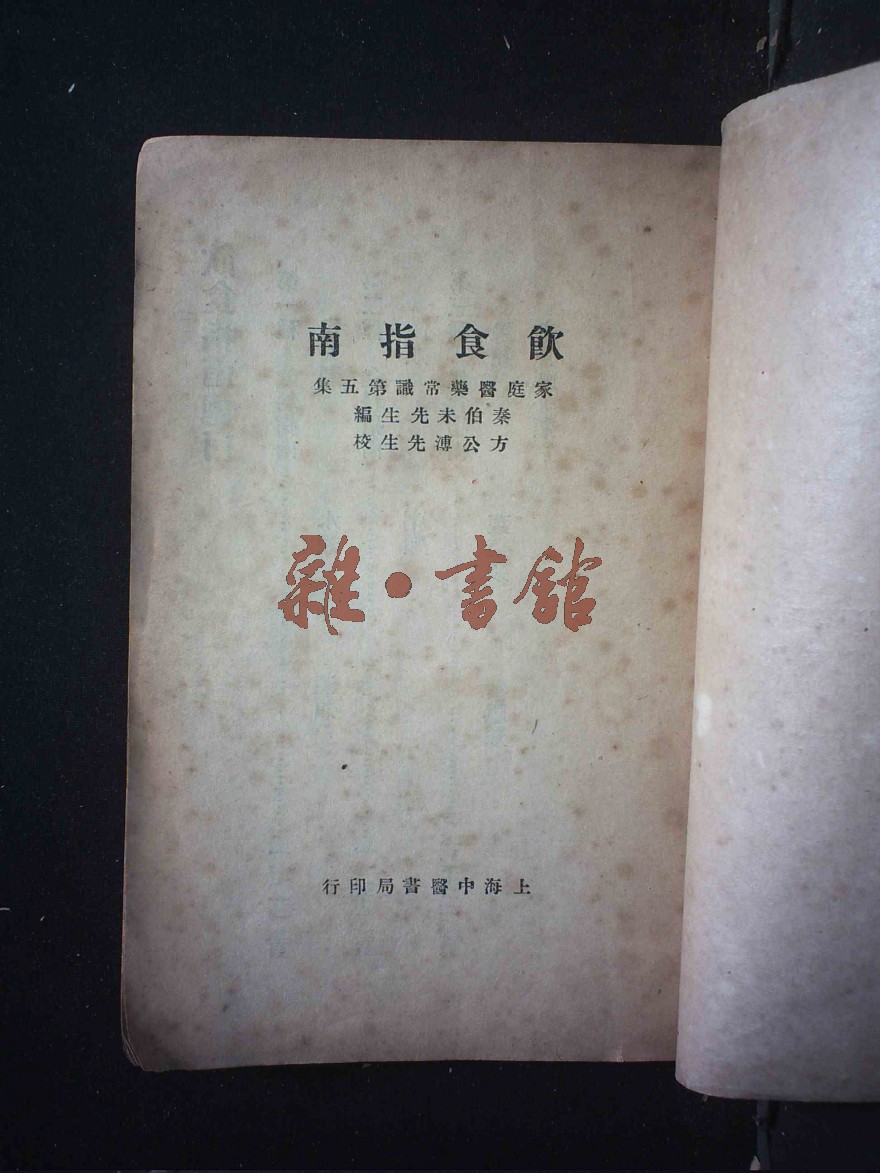 飲食指南
家庭醫藥常識第五集
秦伯未先生編
方公溥先生校
雜·書館
上海中醫書局印行